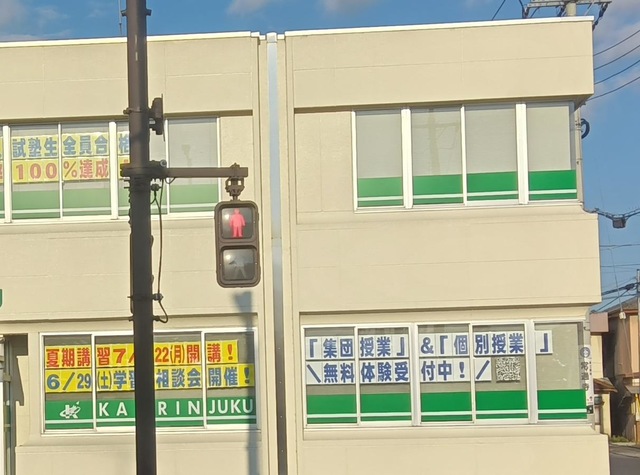 試塾生全員合格
100%達成
夏期講習7/22(月)開講!
6/29(土)学習相談会開催!
KATERINJUKU
「集団授業」&「個別授業」
\無料体験受付中!/